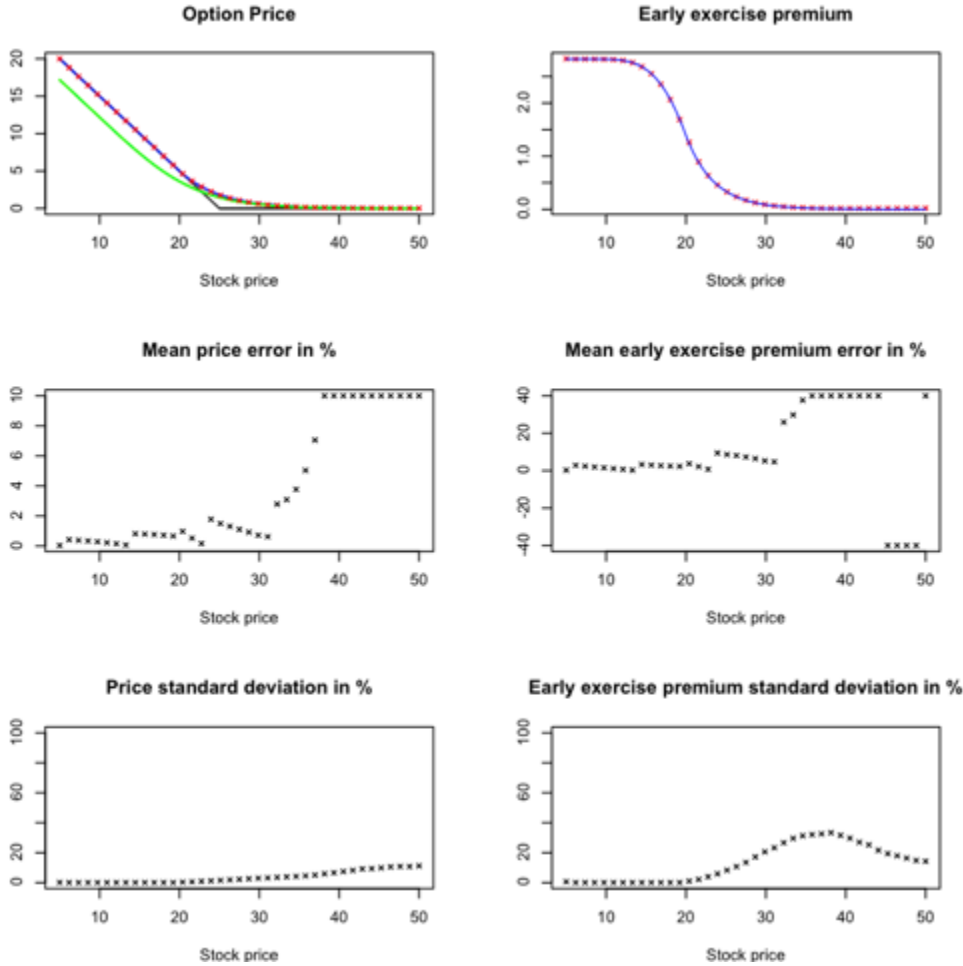 Option Price
20
15
10
5
0
10 20 30 40 50
Stock price
Early exercise premium
2.0
1.0
0.0
10 20 30 40 50
Stock price
Mean price error in %
10
8
6
4
2
0
10 20 30 40 50
Stock price
Mean early exercise premium error in %
40
20
0
-20
-40
10 20 30 40 50
Stock price
Price standard deviation in %
100
60
20
0
10 20 30 40 50
Stock price
Early exercise premium standard deviation in %
100
60
20
0
10 20 30 40 50
Stock price